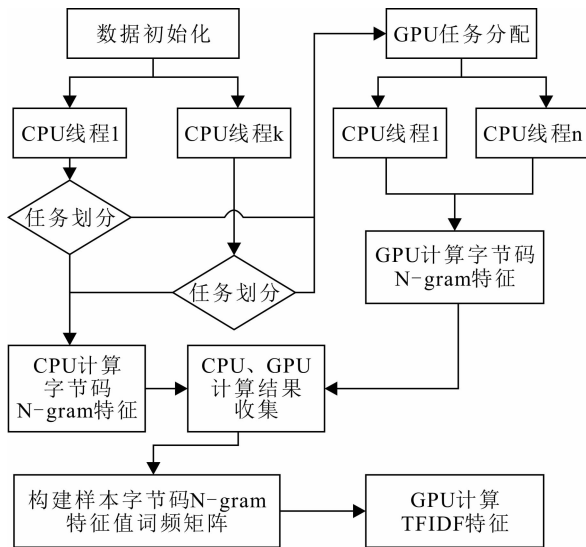 数据初始化
GPU任务分配
CPU线程1
CPU线程k
CPU线程1
CPU线程n
任务划分
GPU计算字节码
N-gram特征
任务划分
CPU计算
字节码
N-gram特征
CPU、GPU
计算结果
收集
构建样本字节码N-gram
特征值词频矩阵
GPU计算
TFIDF特征